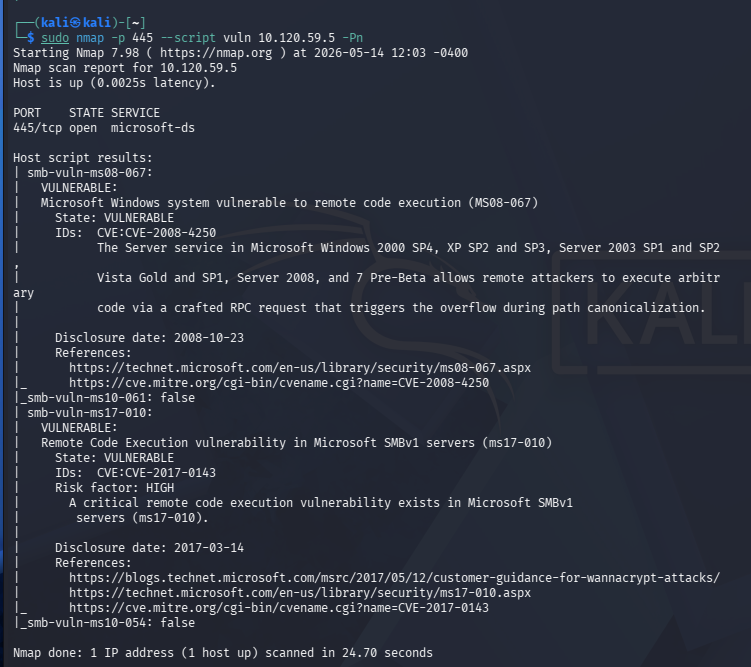 ┌──(kali㉿kali)-[~]
└─$ sudo nmap -p 445 --script vuln 10.120.59.5 -Pn
Starting Nmap 7.98 ( https://nmap.org ) at 2026-05-14 12:03 -0400
Nmap scan report for 10.120.59.5
Host is up (0.0025s latency).

PORT    STATE SERVICE
445/tcp open  microsoft-ds

Host script results:
| smb-vuln-ms08-067:
|   VULNERABLE:
|   Microsoft Windows system vulnerable to remote code execution (MS08-067)
|     State: VULNERABLE
|     IDs:  CVE:CVE-2008-4250
|           The Server service in Microsoft Windows 2000 SP4, XP SP2 and SP3, Server 2003 SP1 and SP2
,
|           Vista Gold and SP1, Server 2008, and 7 Pre-Beta allows remote attackers to execute arbitr
ary
|           code via a crafted RPC request that triggers the overflow during path canonicalization.
|
|     Disclosure date: 2008-10-23
|     References:
|       https://technet.microsoft.com/en-us/library/security/ms08-067.aspx
|_      https://cve.mitre.org/cgi-bin/cvename.cgi?name=CVE-2008-4250
|_smb-vuln-ms10-061: false
| smb-vuln-ms17-010:
|   VULNERABLE:
|   Remote Code Execution vulnerability in Microsoft SMBv1 servers (ms17-010)
|     State: VULNERABLE
|     IDs:  CVE:CVE-2017-0143
|     Risk factor: HIGH
|       A critical remote code execution vulnerability exists in Microsoft SMBv1
|        servers (ms17-010).
|
|     Disclosure date: 2017-03-14
|     References:
|       https://blogs.technet.microsoft.com/msrc/2017/05/12/customer-guidance-for-wannacrypt-attacks/
|       https://technet.microsoft.com/en-us/library/security/ms17-010.aspx
|_      https://cve.mitre.org/cgi-bin/cvename.cgi?name=CVE-2017-0143
|_smb-vuln-ms10-054: false

Nmap done: 1 IP address (1 host up) scanned in 24.70 seconds
KALI